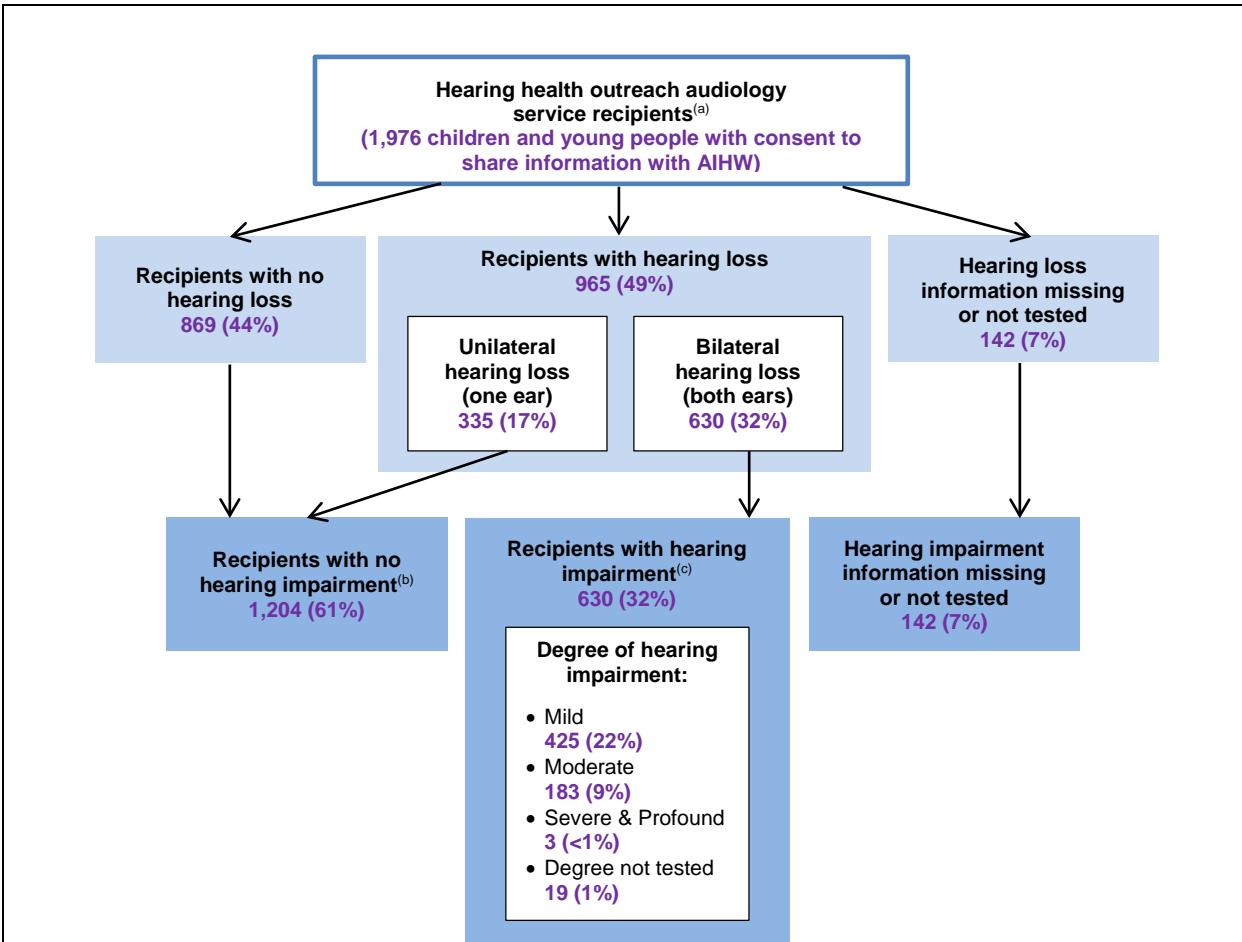 Hearing health outreach audiology
service recipients(a)
(1,976 children and young people with consent to
share information with AIHW)
Recipients with no
hearing loss
869 (44%)
Recipients with hearing loss
965 (49%)
Unilateral
hearing loss
(one ear)
335 (17%)
Bilateral
hearing loss
(both ears)
630 (32%)
Hearing loss
information missing
or not tested
142 (7%)
Recipients with no
hearing impairment(b)
1,204 (61%)
Recipients with hearing
impairment(c)
630 (32%)
Degree of hearing
impairment:
• Mild
425 (22%)
• Moderate
183 (9%)
• Severe & Profound
3 (<1%)
• Degree not tested
19 (1%)
Hearing impairment
information missing
or not tested
142 (7%)